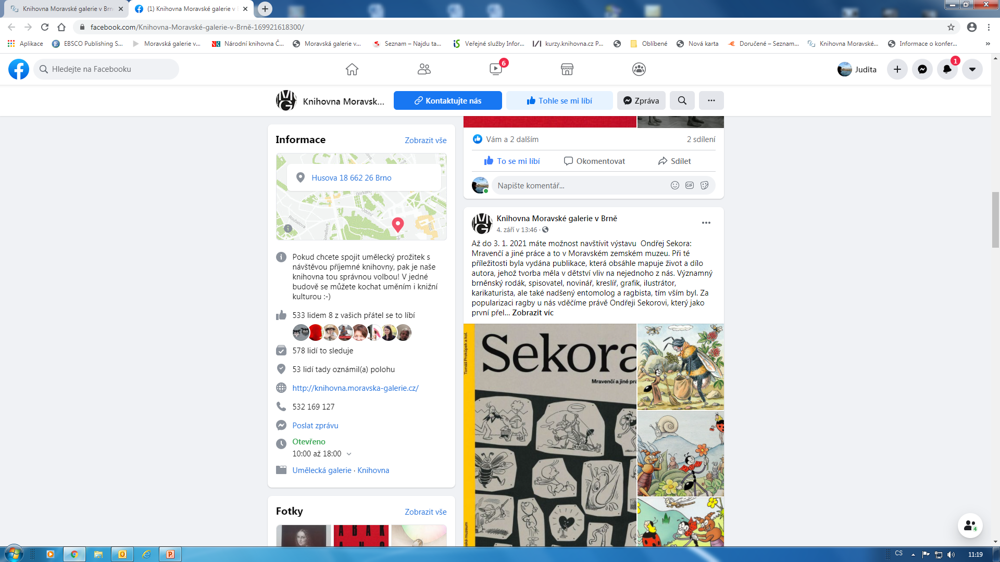 Knihovna Moravské galerie v Brn
(1) Knihovna Moravské galerie v
facebook.com/Knihovna-Moravské-galerie-v-Brně-169921618300/
Aplikace
EBSCO Publishing S...
Moravská galerie v...
Národní knihovna Č...
Moravská galerie v...
Seznam – Najdu ta...
Veřejné služby Infor...
kurzy.knihovna.cz P...
Oblíbené
Nová karta
Doručené – Seznam...
Knihovna Moravské...
Informace o konfer...
»
Hledejte na Facebooku
6
Judita
1
Knihovna Moravsk...
Kontaktujte nás
Tohle se mi líbí
Zpráva
Informace
Zobrazit vše
Husova 18 662 26 Brno
Gorkého
Údolní
Roubalova
Pokud chcete spojit umělecký prožitek s
návštěvou příjemné knihovny, pak je naše
knihovna tou správnou volbou! V jedné
budově se můžete kochat uměním i knižní
kulturou :-)
533 lidem 8 z vašich přátel se to líbí
578 lidí to sleduje
53 lidí tady oznámil(a) polohu
http://knihovna.moravska-galerie.cz/
532 169 127
Poslat zprávu
Otevřeno
10:00 až 18:00
Umělecká galerie · Knihovna
Fotky
Zobrazit vše
A B A K
Vám a 2 dalším
2 sdílení
To se mi líbí
Okomentovat
Sdílet
Napište komentář...
GIF
Knihovna Moravské galerie v Brně
4. září v 13:46 ·
Až do 3. 1. 2021 máte možnost navštívit výstavu  Ondřej Sekora:
Mravenčí a jiné práce a to v Moravském zemském muzeu. Při té
příležitosti byla vydána publikace, která obsáhle mapuje život a dílo
autora, jehož tvorba měla v dětství vliv na nejednoho z nás. Významný
brněnský rodák, spisovatel, novinář, kreslíř, grafik, ilustrátor,
karikaturista, ale také nadšený entomolog a ragbista, tím vším byl. Za
popularizaci ragby u nás vděčíme právě Ondřeji Sekorovi, který jako
první přel... Zobrazit víc
Tomáš Prokůpek a kol.
Sekora
Mravenčí a jiné prá
ské muzeum
4
CS
11:19